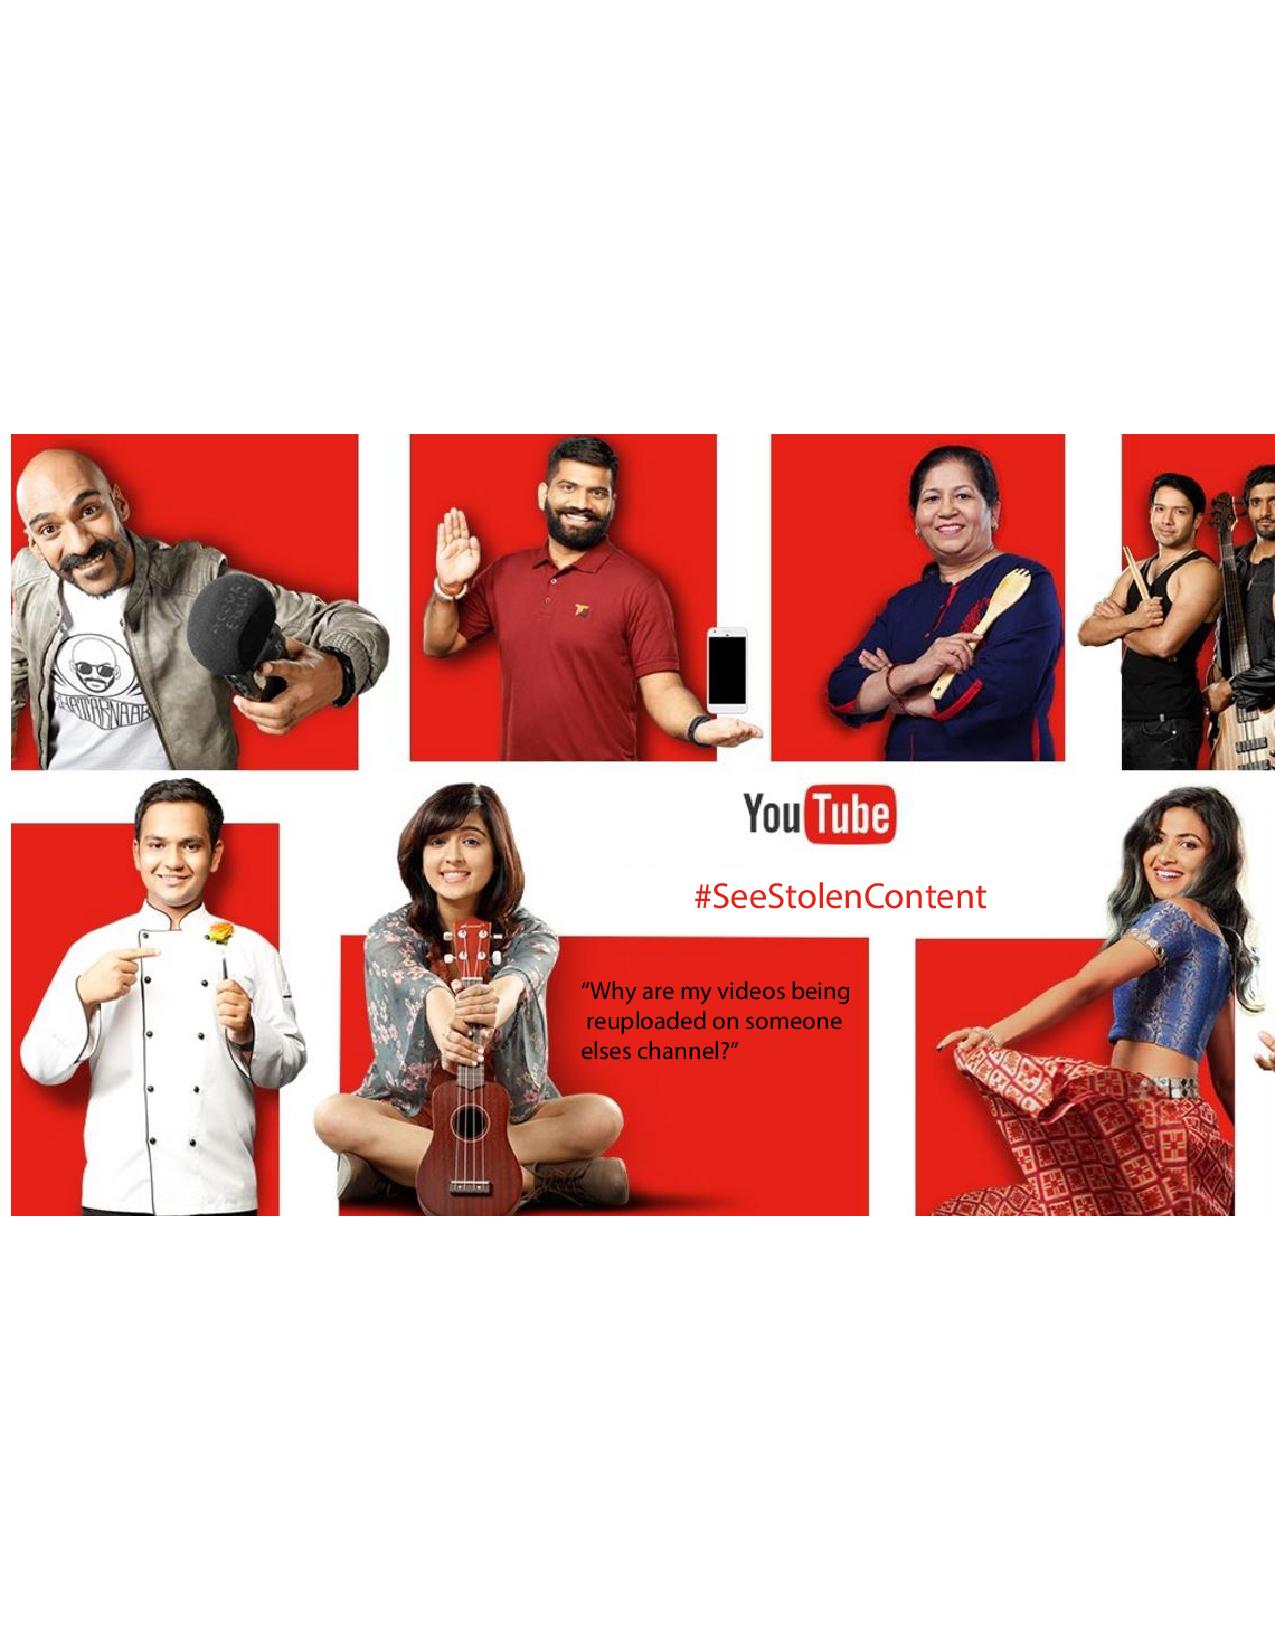 YouTube
#SeeStolenContent
“Why are my videos being
reuploaded on someone
elses channel?”